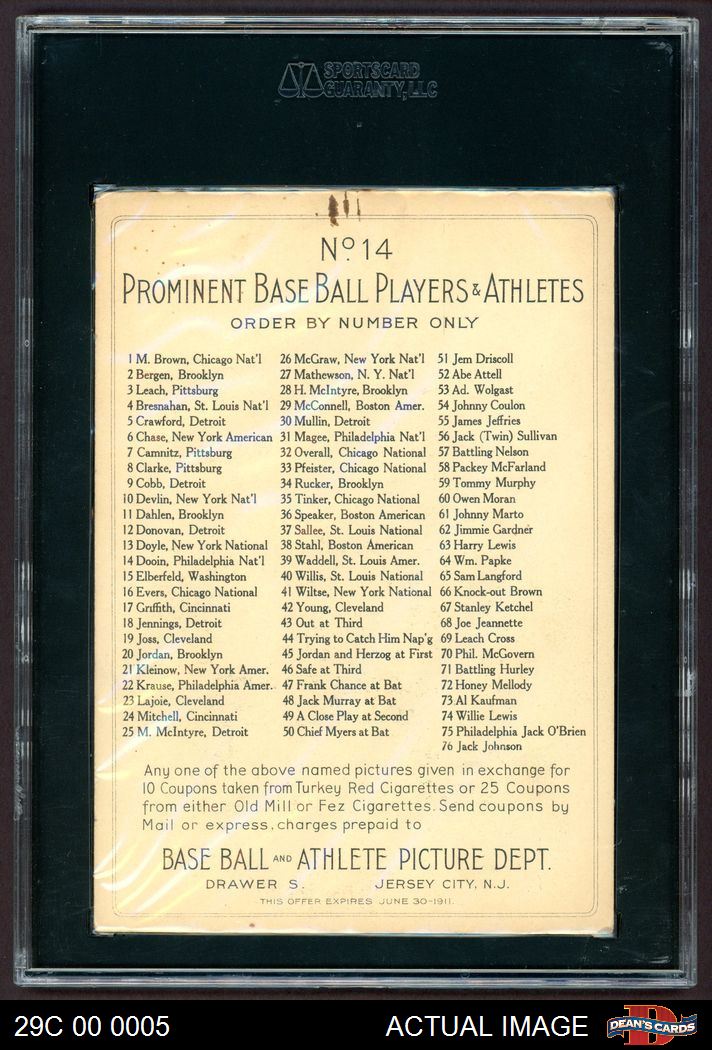 SPORTSCARD
GUARANTY, LLC
Nº 14
PROMINENT BASE BALL PLAYERS & ATHLETES
ORDER BY NUMBER ONLY
1 M. Brown, Chicago Nat'l
2 Bergen, Brooklyn
3 Leach, Pittsburg
4 Bresnahan, St. Louis Nat'l
5 Crawford, Detroit
6 Chase, New York American
7 Camnitz, Pittsburg
8 Clarke, Pittsburg
9 Cobb, Detroit
10 Devlin, New York Nat'l
11 Dahlen, Brooklyn
12 Donovan, Detroit
13 Doyle, New York National
14 Dooin, Philadelphia Nat'l
15 Elberfeld, Washington
16 Evers, Chicago National
17 Griffith, Cincinnati
18 Jennings, Detroit
19 Joss, Cleveland
20 Jordan, Brooklyn
21 Kleinow, New York Amer.
22 Krause, Philadelphia Amer.
23 Lajoie, Cleveland
24 Mitchell, Cincinnati
25 M. McIntyre, Detroit
26 McGraw, New York Nat'l
27 Mathewson, N. Y. Nat'l
28 H. McIntyre, Brooklyn
29 McConnell, Boston Amer.
30 Mullin, Detroit
31 Magee, Philadelphia Nat'l
32 Overall, Chicago National
33 Pfeister, Chicago National
34 Rucker, Brooklyn
35 Tinker, Chicago National
36 Speaker, Boston American
37 Sallee, St. Louis National
38 Stahl, Boston American
39 Waddell, St. Louis Amer.
40 Willis, St. Louis National
41 Wiltse, New York National
42 Young, Cleveland
43 Out at Third
44 Trying to Catch Him Nap'g
45 Jordan and Herzog at First
46 Safe at Third
47 Frank Chance at Bat
48 Jack Murray at Bat
49 A Close Play at Second
50 Chief Myers at Bat
51 Jem Driscoll
52 Abe Attell
53 Ad. Wolgast
54 Johnny Coulon
55 James Jeffries
56 Jack (Twin) Sullivan
57 Battling Nelson
58 Packey McFarland
59 Tommy Murphy
60 Owen Moran
61 Johnny Marto
62 Jimmie Gardner
63 Harry Lewis
64 Wm. Papke
65 Sam Langford
66 Knock-out Brown
67 Stanley Ketchel
68 Joe Jeannette
69 Leach Cross
70 Phil. McGovern
71 Battling Hurley
72 Honey Mellody
73 Al Kaufman
74 Willie Lewis
75 Philadelphia Jack O'Brien
76 Jack Johnson
Any one of the above named pictures given in exchange for
10 Coupons taken from Turkey Red Cigarettes or 25 Coupons
from either Old Mill or Fez Cigarettes. Send coupons by
Mail or express, charges prepaid to
BASE BALL AND ATHLETE PICTURE DEPT.
DRAWER S. JERSEY CITY, N.J.
THIS OFFER EXPIRES JUNE 30-1911.
29C 00 0005
ACTUAL IMAGE
DEAN'S CARDS